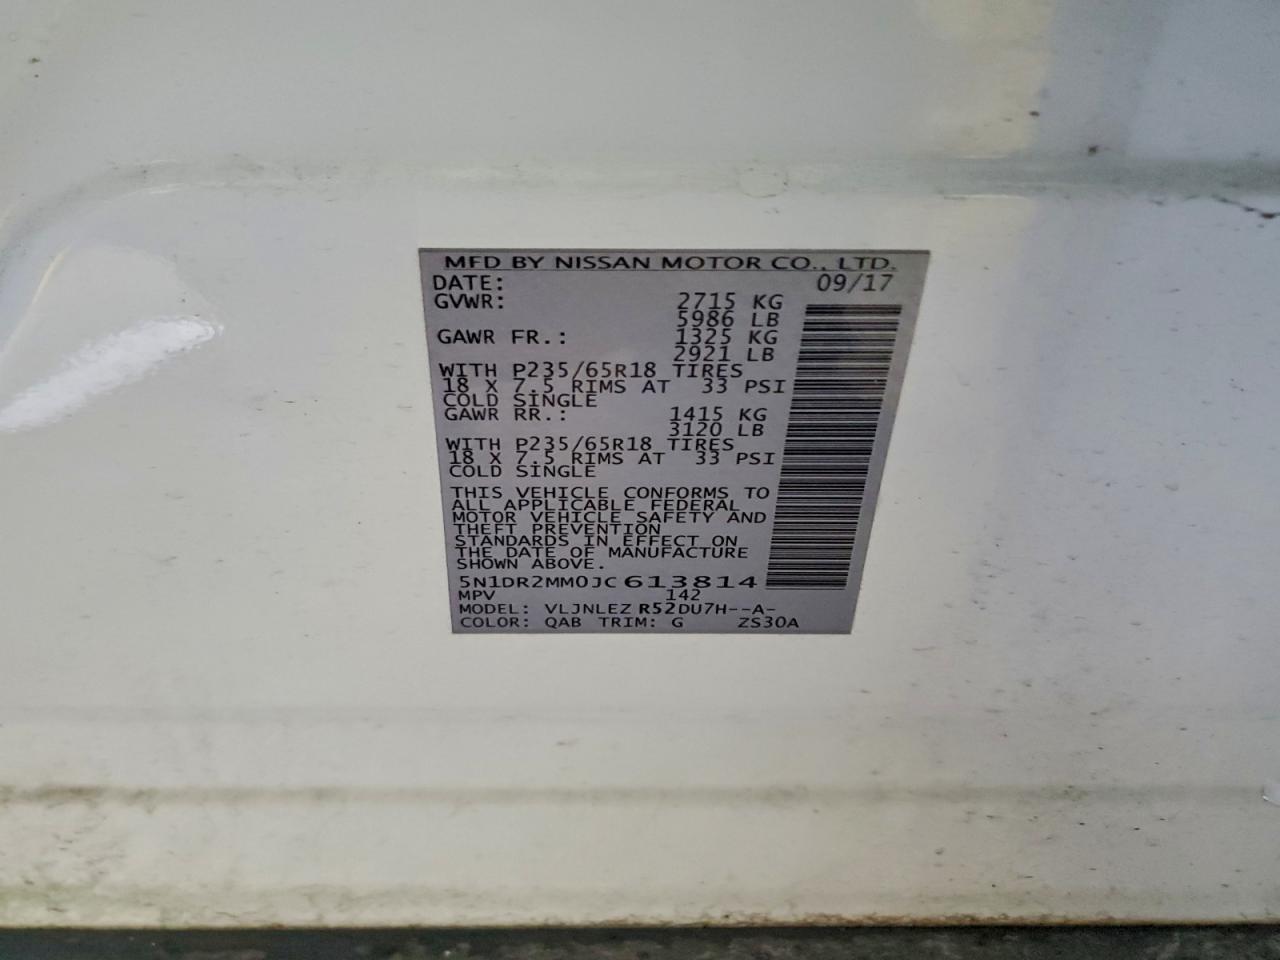 MFD BY NISSAN MOTOR CO., LTD.
DATE: 09/17
GVWR: 2715 KG
5986 LB
GAWR FR.: 1325 KG
2921 LB
WITH P235/65R18 TIRES
18 X 7.5 RIMS AT 33 PSI
COLD SINGLE
GAWR RR.: 1415 KG
3120 LB
WITH P235/65R18 TIRES
18 X 7.5 RIMS AT 33 PSI
COLD SINGLE
THIS VEHICLE CONFORMS TO
ALL APPLICABLE FEDERAL
MOTOR VEHICLE SAFETY AND
THEFT PREVENTION
STANDARDS IN EFFECT ON
THE DATE OF MANUFACTURE
SHOWN ABOVE.
5N1DR2MM0JC613814
MPV 142
MODEL: VLJNLEZ R52DU7H--A-
COLOR: QAB TRIM: G ZS30A